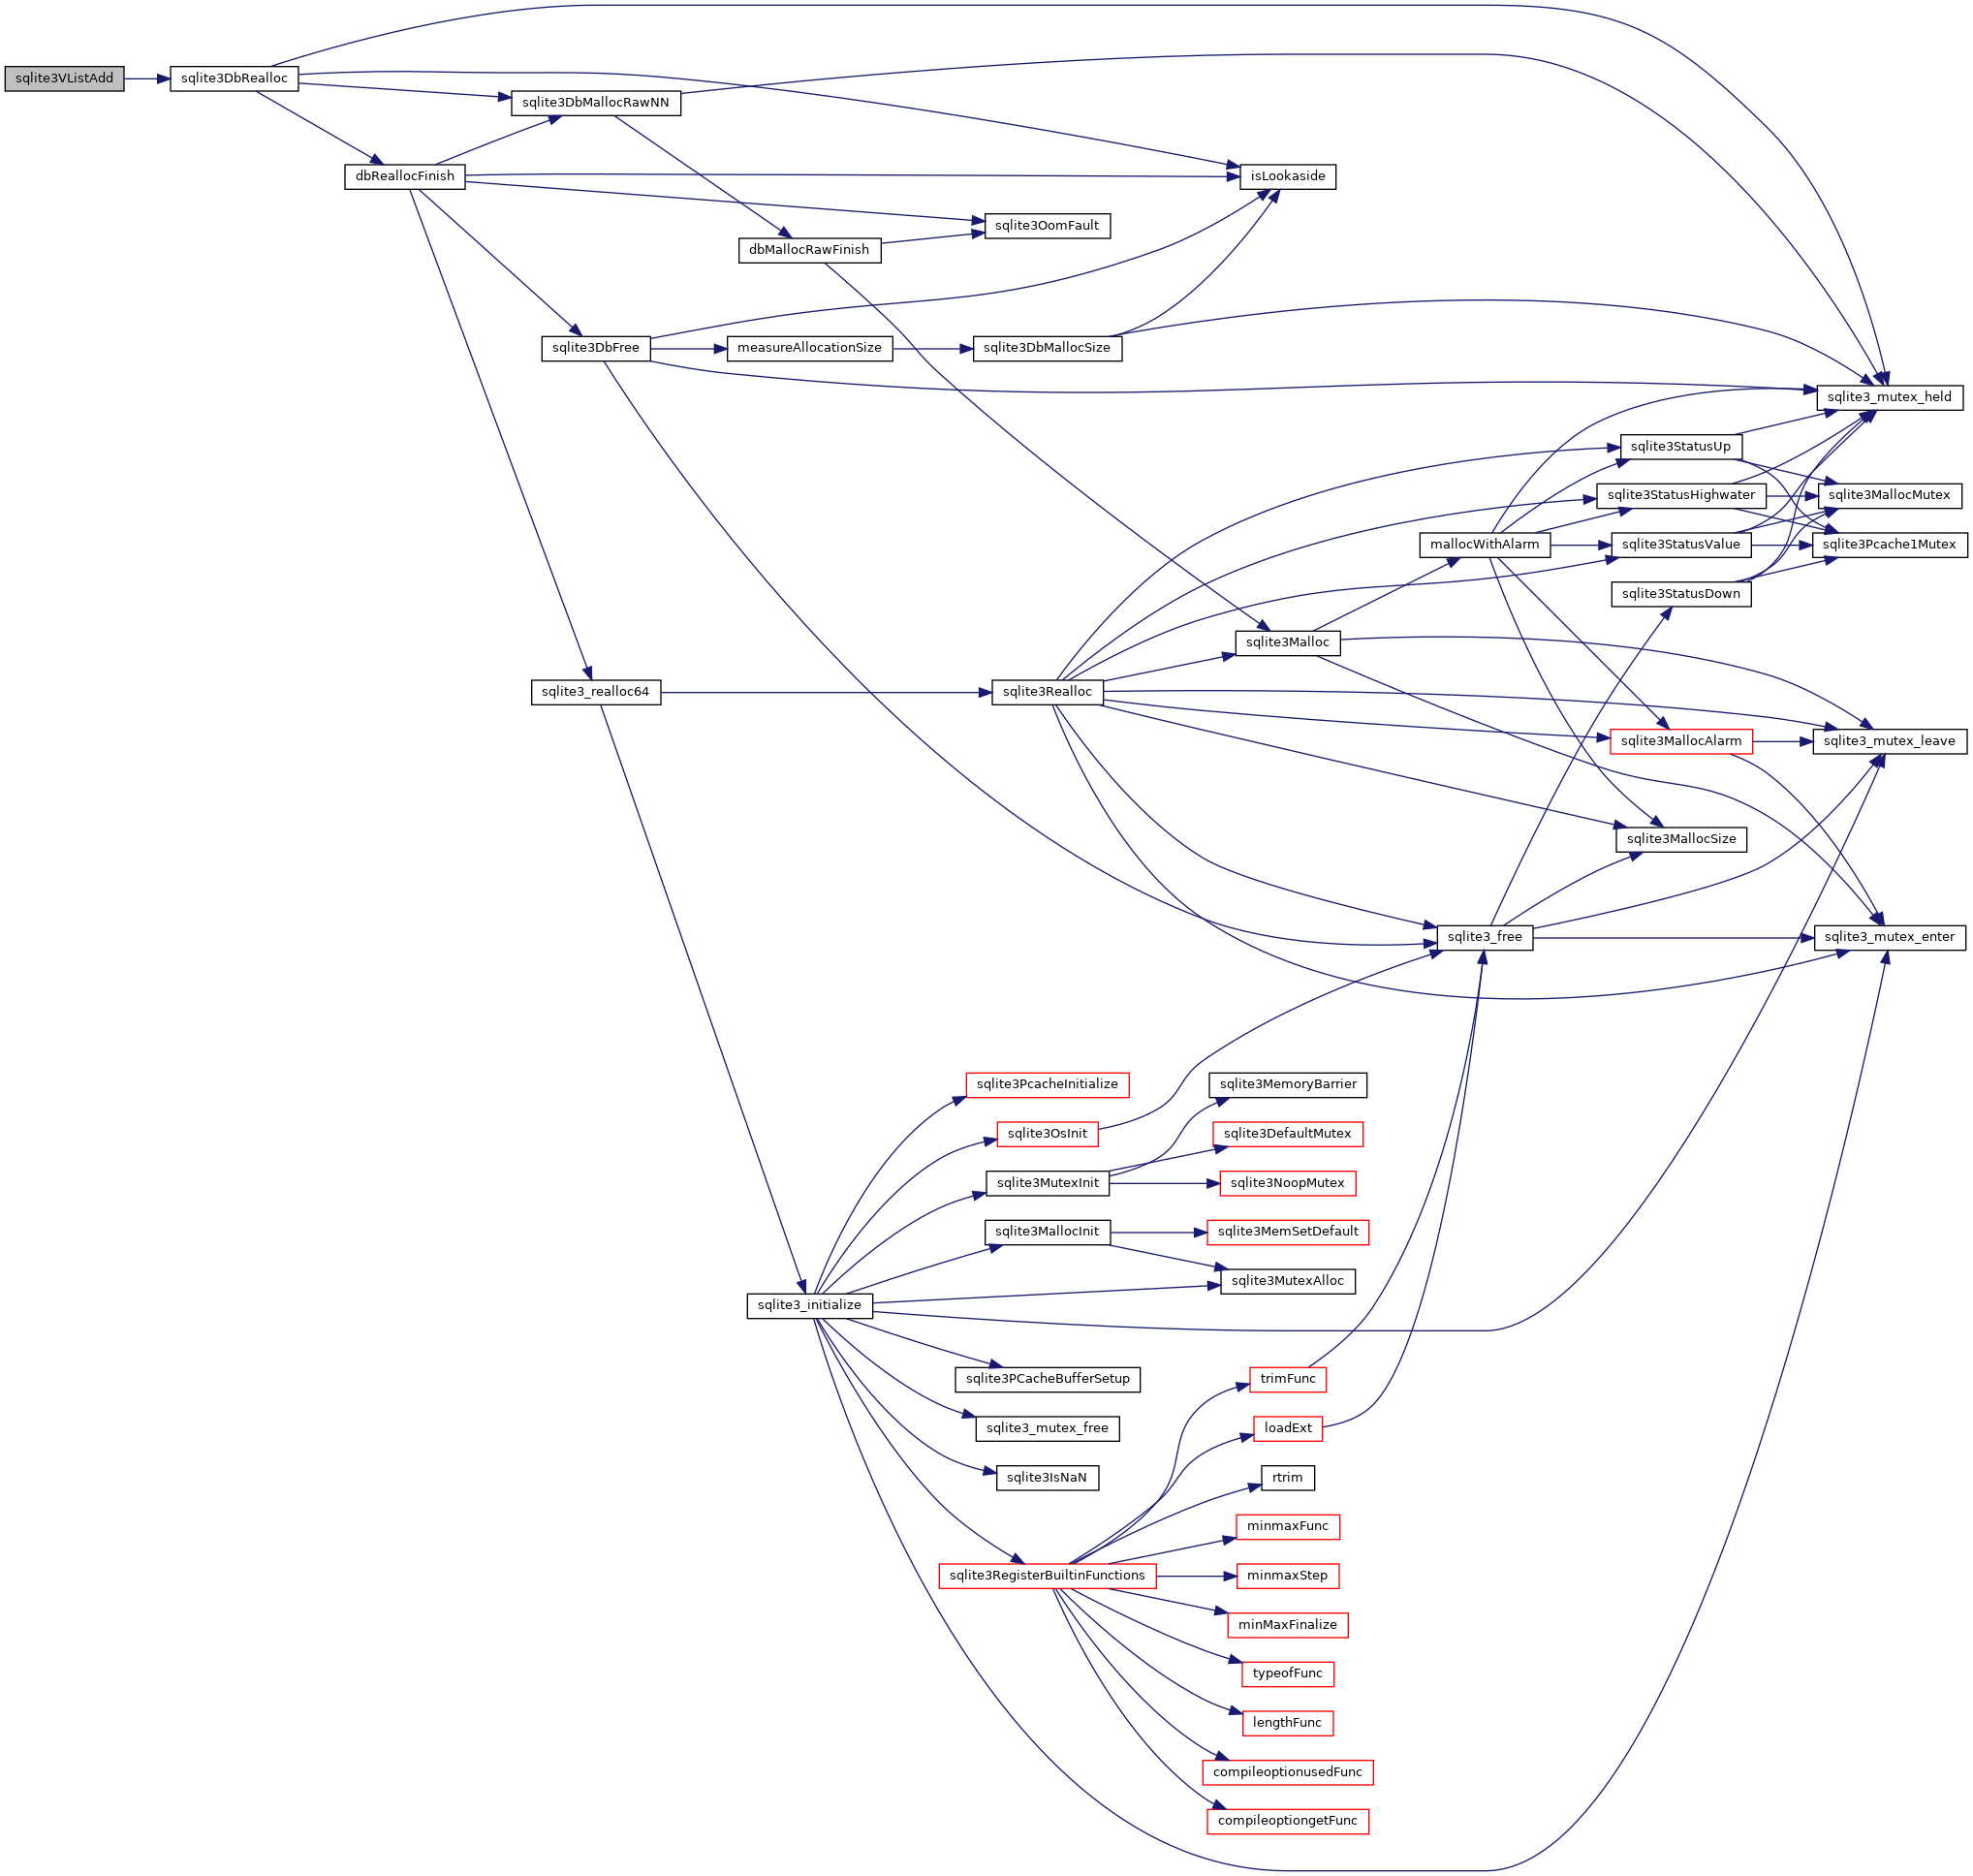 sqlite3VListAdd
sqlite3DbRealloc
sqlite3DbMallocRawNN
dbReallocFinish
isLookaside
sqlite3OomFault
dbMallocRawFinish
sqlite3DbFree
measureAllocationSize
sqlite3DbMallocSize
sqlite3_mutex_held
sqlite3StatusUp
sqlite3StatusHighwater
sqlite3MallocMutex
mallocWithAlarm
sqlite3StatusValue
sqlite3Pcache1Mutex
sqlite3StatusDown
sqlite3Malloc
sqlite3_realloc64
sqlite3Realloc
sqlite3MallocAlarm
sqlite3_mutex_leave
sqlite3MallocSize
sqlite3_free
sqlite3_mutex_enter
sqlite3PcacheInitialize
sqlite3MemoryBarrier
sqlite3OsInit
sqlite3DefaultMutex
sqlite3MutexInit
sqlite3NoopMutex
sqlite3MallocInit
sqlite3MemSetDefault
sqlite3MutexAlloc
sqlite3_initialize
sqlite3PCacheBufferSetup
trimFunc
sqlite3_mutex_free
loadExt
sqlite3IsNaN
rtrim
minmaxFunc
sqlite3RegisterBuiltinFunctions
minmaxStep
minMaxFinalize
typeofFunc
lengthFunc
compileoptionusedFunc
compileoptiongetFunc